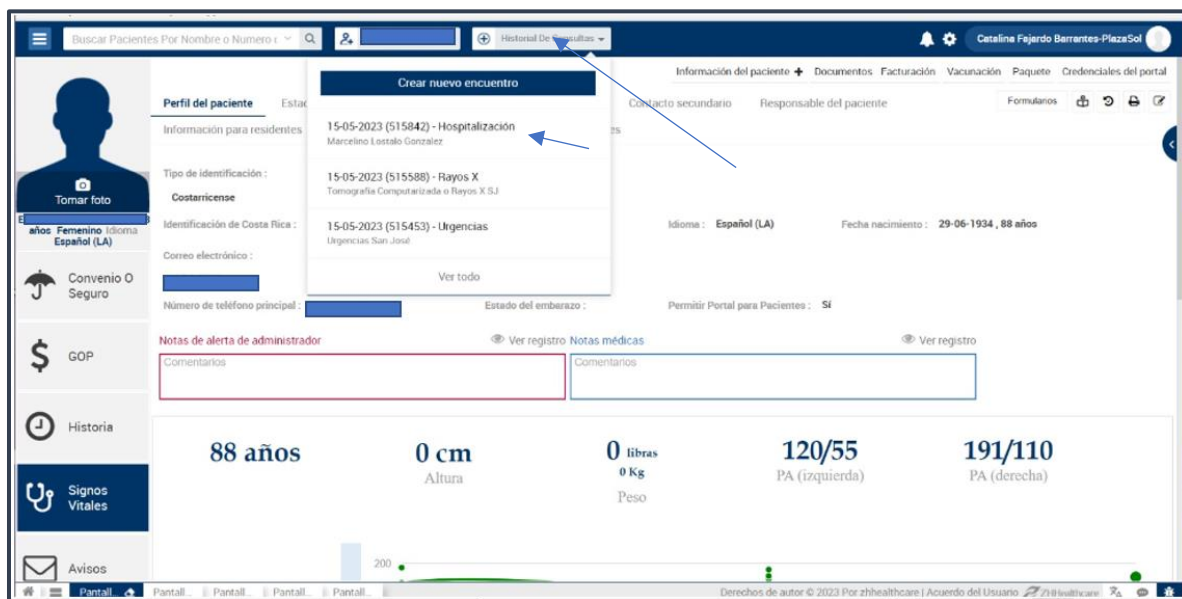 Buscar Pacientes Por Nombre o Numero
Historial De Consultas
Catalina Fajardo Barrantes-PlazaSol
Información del paciente Documentos Facturación Vacunación Paquete Credenciales del portal
Crear nuevo encuentro
Perfil del paciente
Contacto secundario Responsable del paciente
Formularios
Información para residentes
15-05-2023 (515842) - Hospitalización
Marcelino Lostalo Gonzalez
Tipo de identificación :
Costarricense
15-05-2023 (515588) - Rayos X
Tomografía Computarizada o Rayos X SJ
Tomar foto
años Femenino Idioma
Español (LA)
Identificación de Costa Rica :
15-05-2023 (515453) - Urgencias
Urgencias San José
Idioma : Español (LA)
Fecha nacimiento : 29-06-1934 , 88 años
Correo electrónico :
Ver todo
Convenio O
Seguro
Número de teléfono principal :
Estado del embarazo :
Permitir Portal para Pacientes : Sí
Notas de alerta de administrador
Ver registro
Notas médicas
Ver registro
Comentarios
Comentarios
GOP
Historia
88 años
0 cm
Altura
0 libras
0 Kg
Peso
120/55
PA (izquierda)
191/110
PA (derecha)
Signos
Vitales
Avisos
200
Pantall... Pantall... Pantall... Pantall... Pantall...
Derechos de autor © 2023 Por zhhealthcare | Acuerdo del Usuario ZHHealthcare